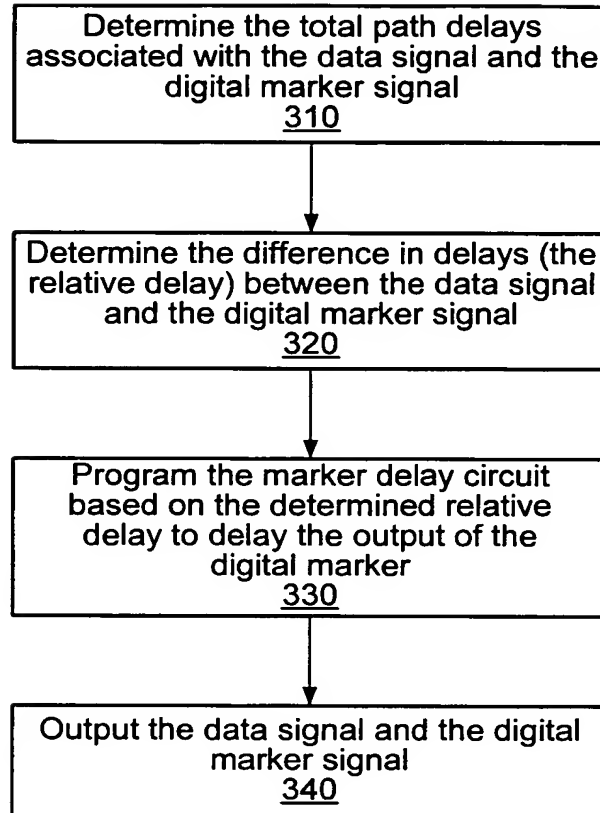 Determine the total path delays
associated with the data signal and the
digital marker signal
310
Determine the difference in delays (the
relative delay) between the data signal
and the digital marker signal
320
Program the marker delay circuit
based on the determined relative
delay to delay the output of the
digital marker
330
Output the data signal and the digital
marker signal
340